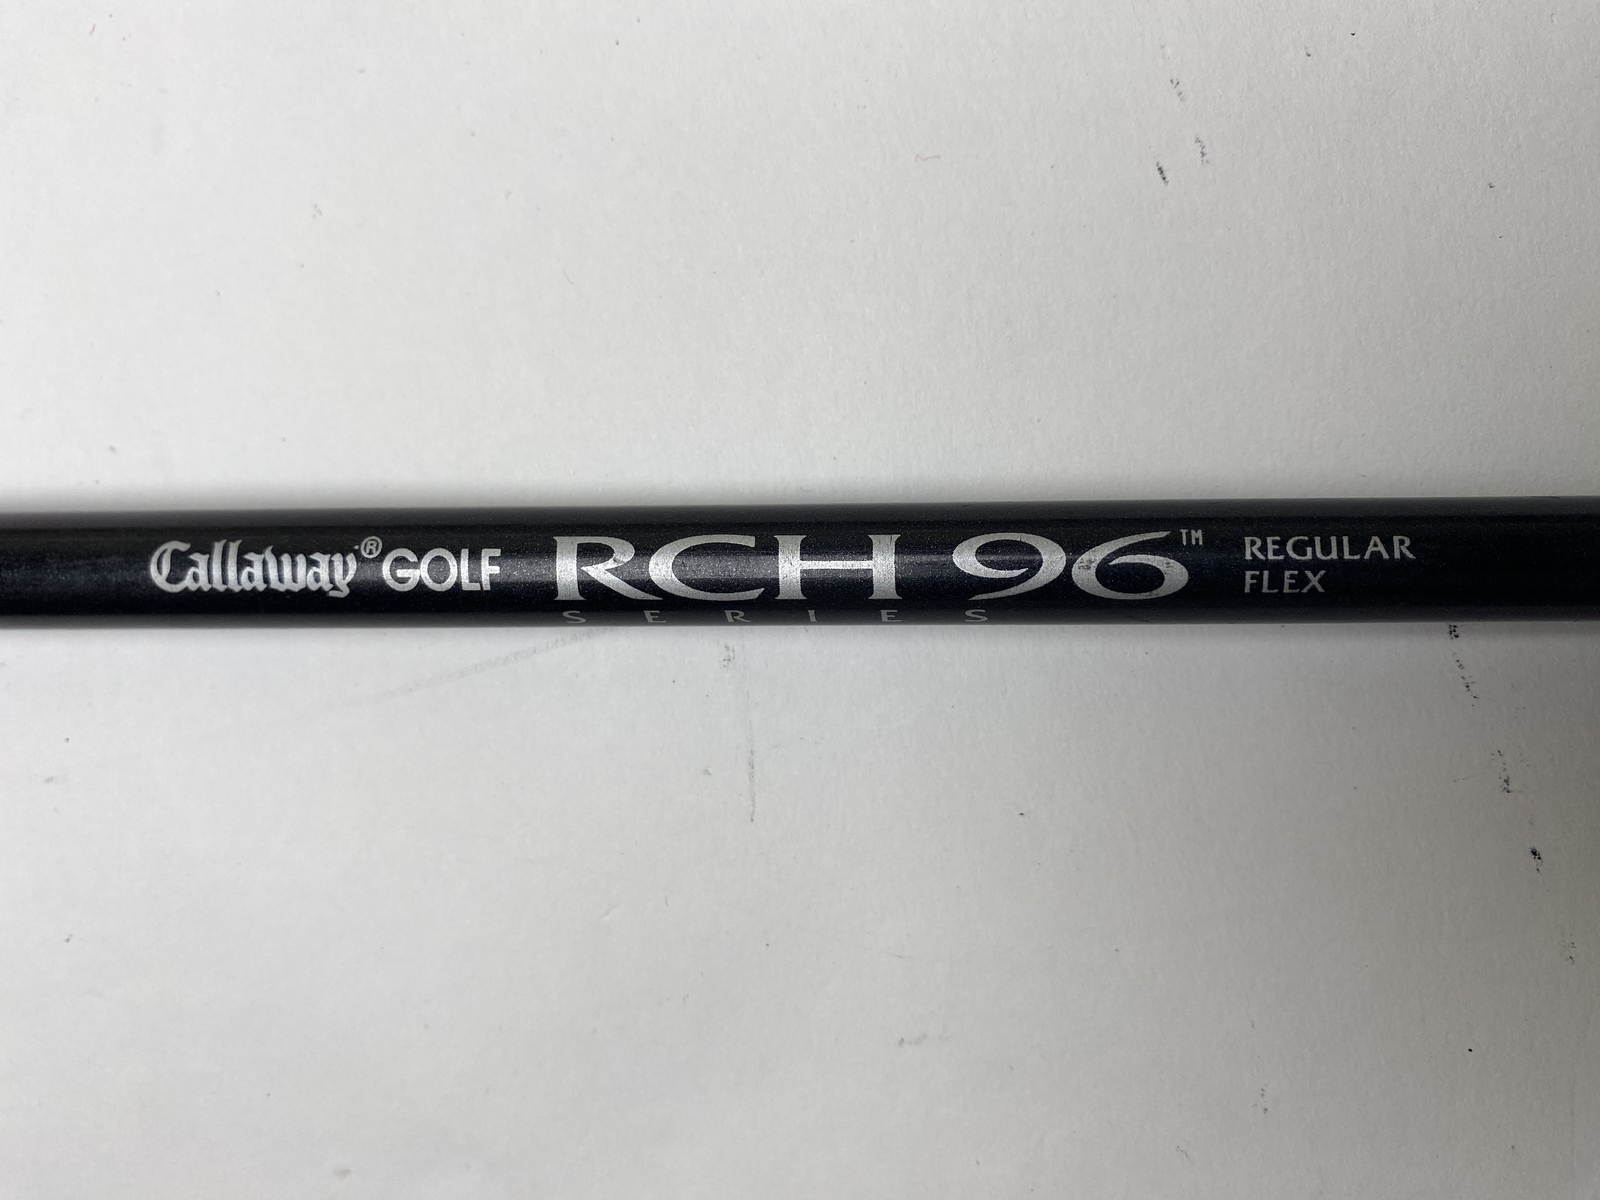 Callaway® GOLF RCH 96™ REGULAR
FLEX
SERIES